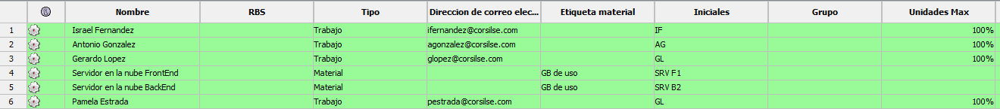 Nombre RBS Tipo Direccion de correo elec... Etiqueta material Iniciales Grupo Unidades Max
1 Israel Fernandez Trabajo ifernandez@corsilse.com IF 100%
2 Antonio Gonzalez Trabajo agonzalez@corsilse.com AG 100%
3 Gerardo Lopez Trabajo glopez@corsilse.com GL 100%
4 Servidor en la nube FrontEnd Material GB de uso SRV F1
5 Servidor en la nube BackEnd Material GB de uso SRV B2
6 Pamela Estrada Trabajo pestrada@corsilse.com GL 100%